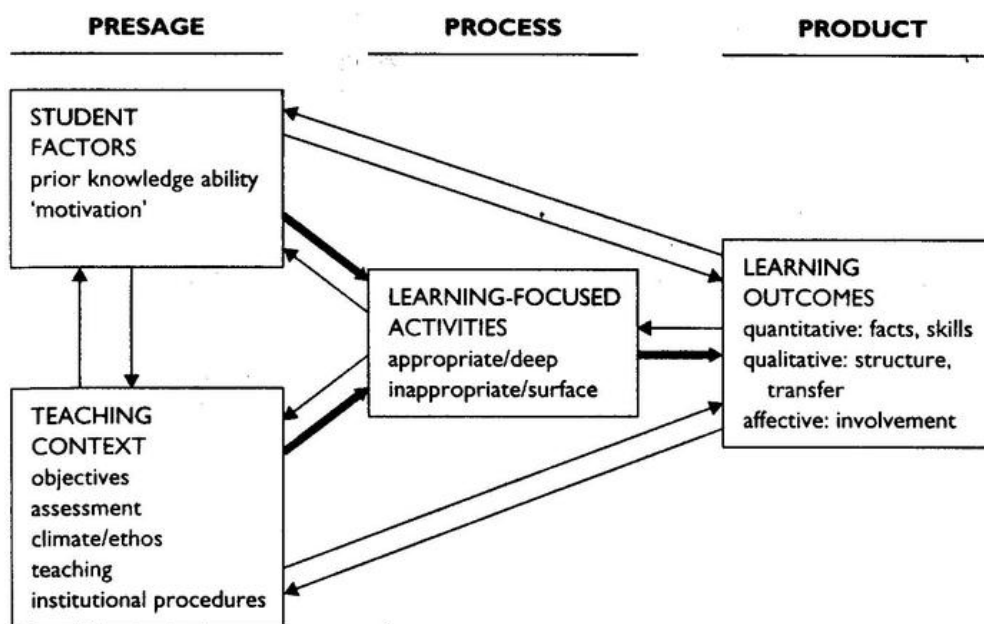 PRESAGE
PROCESS
PRODUCT
STUDENT
FACTORS
prior knowledge ability
‘motivation’
TEACHING
CONTEXT
objectives
assessment
climate/ethos
teaching
institutional procedures
LEARNING-FOCUSED
ACTIVITIES
appropriate/deep
inappropriate/surface
LEARNING
OUTCOMES
quantitative: facts, skills
qualitative: structure,
transfer
affective: involvement